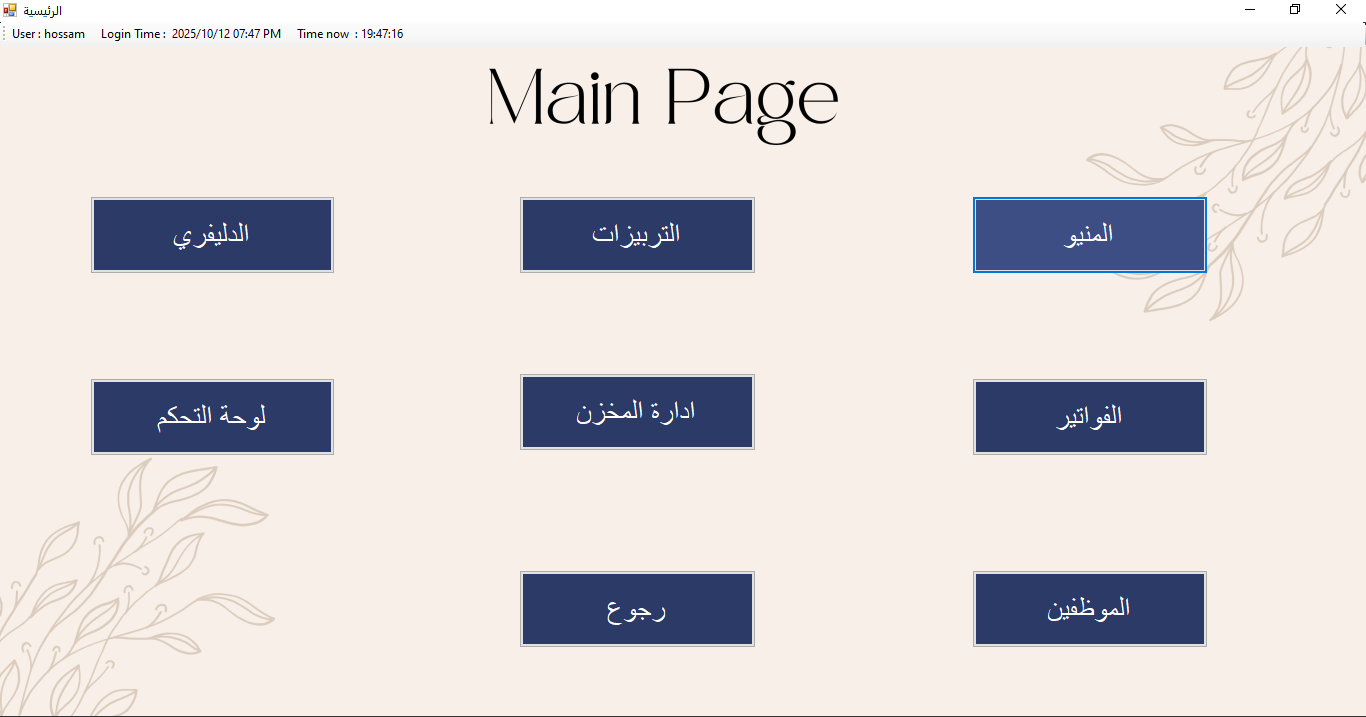 الرئيسية
User : hossam Login Time : 2025/10/12 07:47 PM Time now : 19:47:16
Main Page
المنيو
التربيزات
الدليفري
الفواتير
ادارة المخزن
لوحة التحكم
الموظفين
رجوع